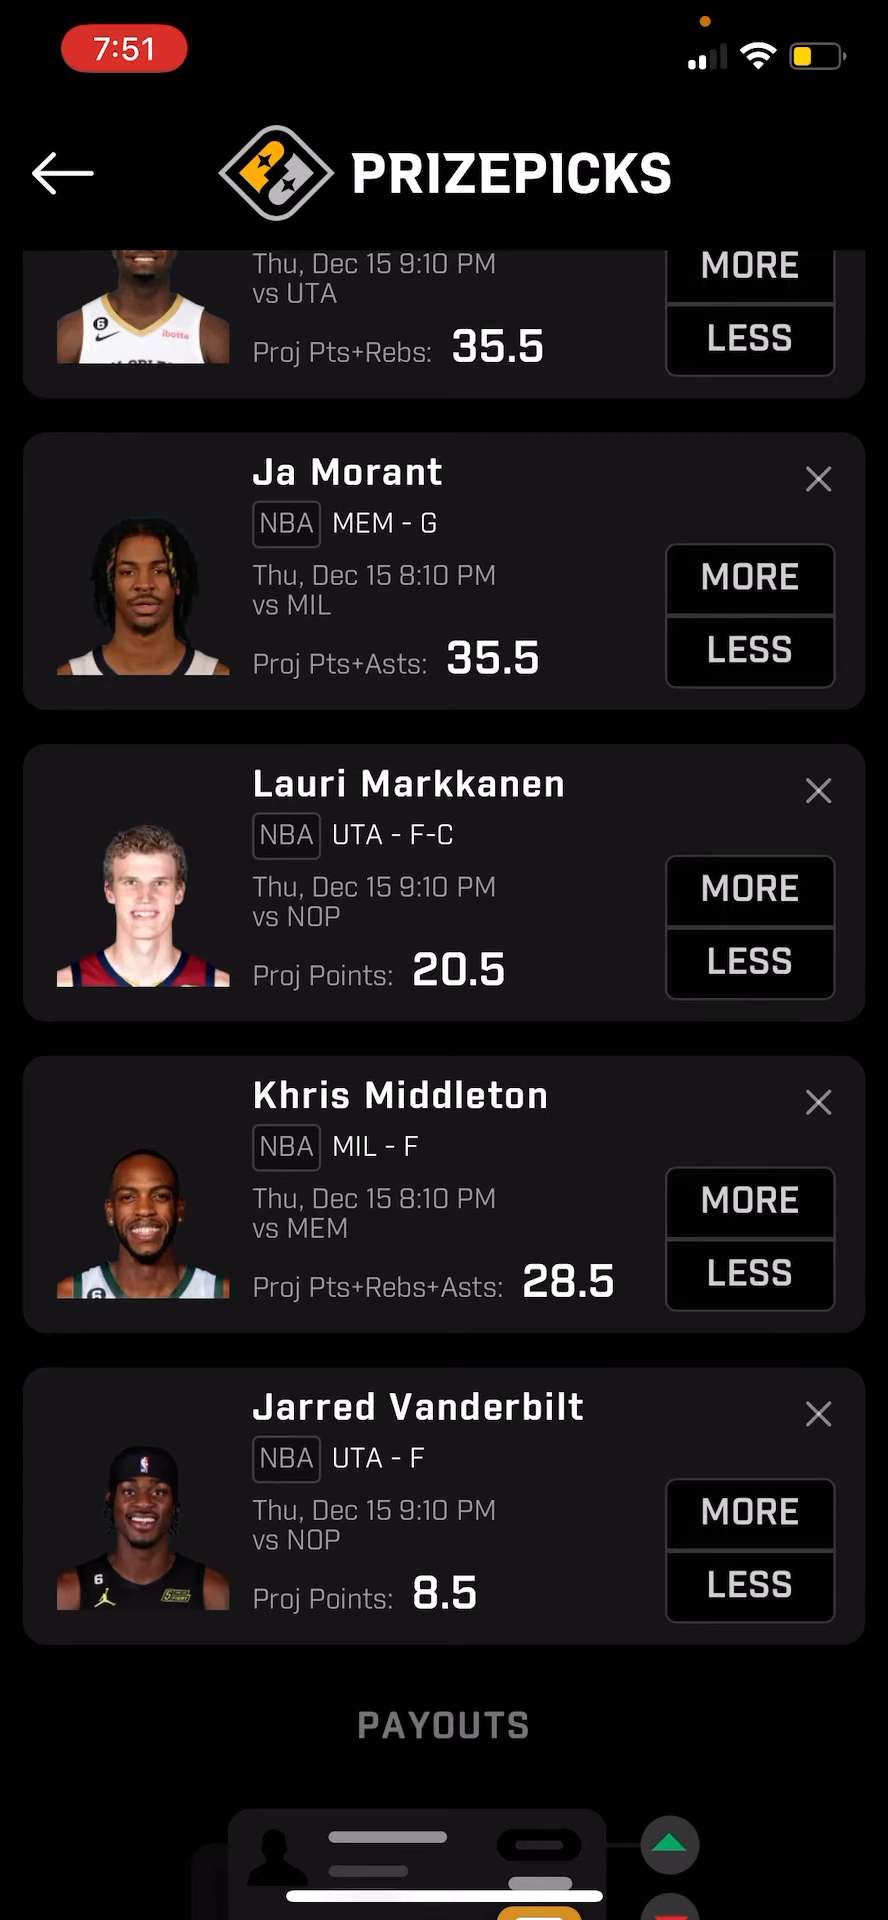 7:51
PRIZEPICKS
Thu, Dec 15 9:10 PM
vs UTA
Proj Pts+Rebs: 35.5
MORE
LESS
6
ibotta
Ja Morant
NBA MEM - G
Thu, Dec 15 8:10 PM
vs MIL
Proj Pts+Asts: 35.5
MORE
LESS
Lauri Markkanen
NBA UTA - F-C
Thu, Dec 15 9:10 PM
vs NOP
Proj Points: 20.5
MORE
LESS
Khris Middleton
NBA MIL - F
Thu, Dec 15 8:10 PM
vs MEM
Proj Pts+Rebs+Asts: 28.5
MORE
LESS
6
Jarred Vanderbilt
NBA UTA - F
Thu, Dec 15 9:10 PM
vs NOP
Proj Points: 8.5
MORE
LESS
6
PAYOUTS